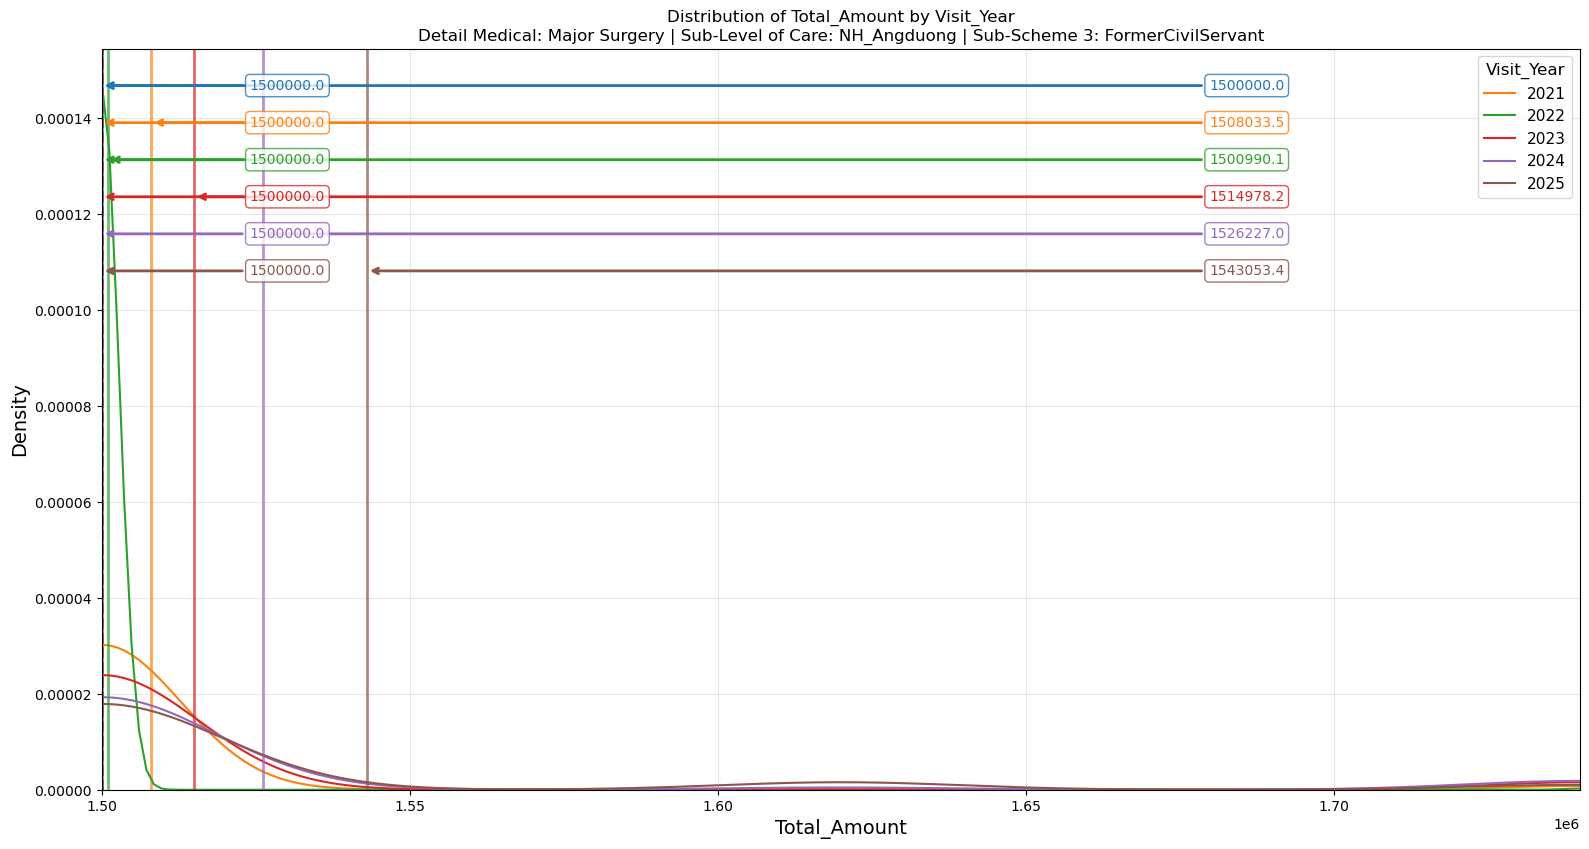 Distribution of Total_Amount by Visit_Year
Detail Medical: Major Surgery | Sub-Level of Care: NH_Angduong | Sub-Scheme 3: FormerCivilServant
Visit_Year
2021
2022
2023
2024
2025
1500000.0 1500000.0
1500000.0 1508033.5
1500000.0 1500990.1
1500000.0 1514978.2
1500000.0 1526227.0
1500000.0 1543053.4
0.00014
0.00012
0.00010
0.00008
0.00006
0.00004
0.00002
0.00000
Density
1.50 1.55 1.60 1.65 1.70
1e6
Total_Amount